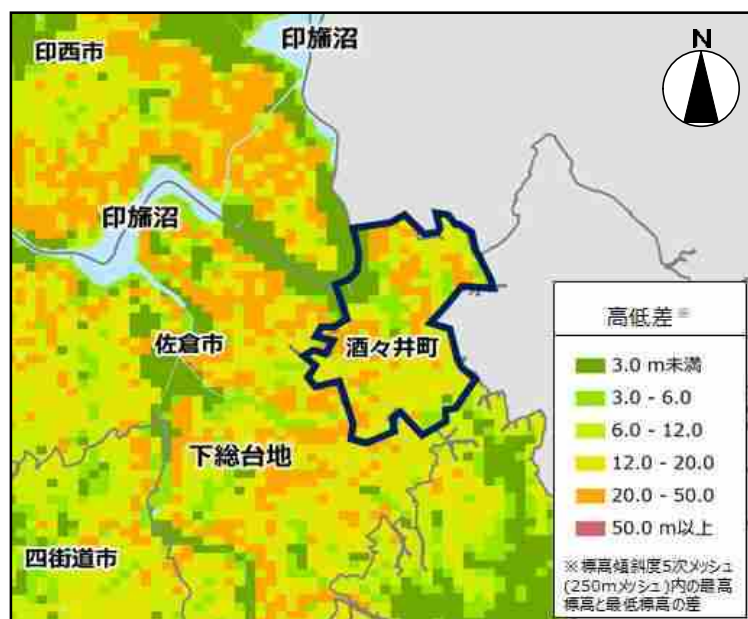 印旛沼
N
印西市
印旛沼
佐倉市
酒々井町
下総台地
四街道市
高低差※
3.0 m未満
3.0 - 6.0
6.0 - 12.0
12.0 - 20.0
20.0 - 50.0
50.0 m以上
※標高傾斜度5次メッシュ
(250mメッシュ)内の最高
標高と最低標高の差